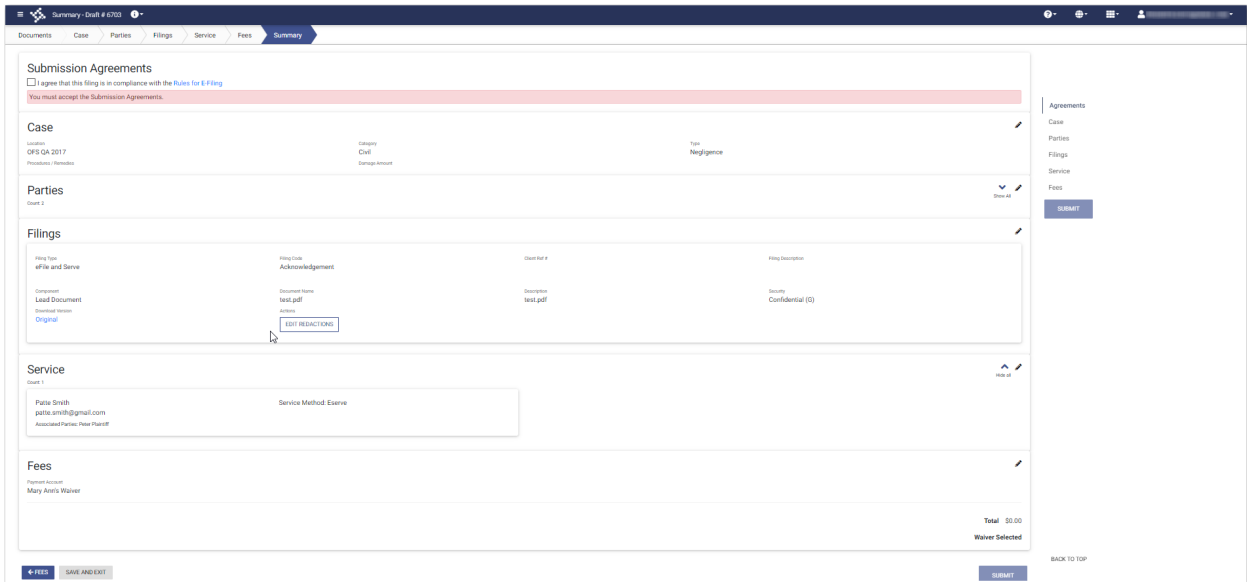 Summary - Draft # 6703
Documents Case Parties Filings Service Fees Summary
Submission Agreements
I agree that this filing is in compliance with the Rules for E-Filing
You must accept the Submission Agreements.
Agreements
Case
Parties
Filings
Service
Fees
SUBMIT
Case
Location Category Type
OFS QA 2017 Civil Negligence
Procedures / Remedies Damage Amount
Parties
Count: 2
Show All
Filings
Filing Type Filing Code Client Ref # Filing Description
eFile and Serve Acknowledgement
Component Document Name Description Security
Lead Document test.pdf test.pdf Confidential (G)
Download Version Actions
Original EDIT REDACTIONS
Service
Count: 1
Hide all
Patte Smith Service Method: Eserve
patte.smith@gmail.com
Associated Parties: Peter Plaintiff
Fees
Payment Account
Mary Ann's Waiver
Total $0.00
Waiver Selected
BACK TO TOP
FEES SAVE AND EXIT SUBMIT